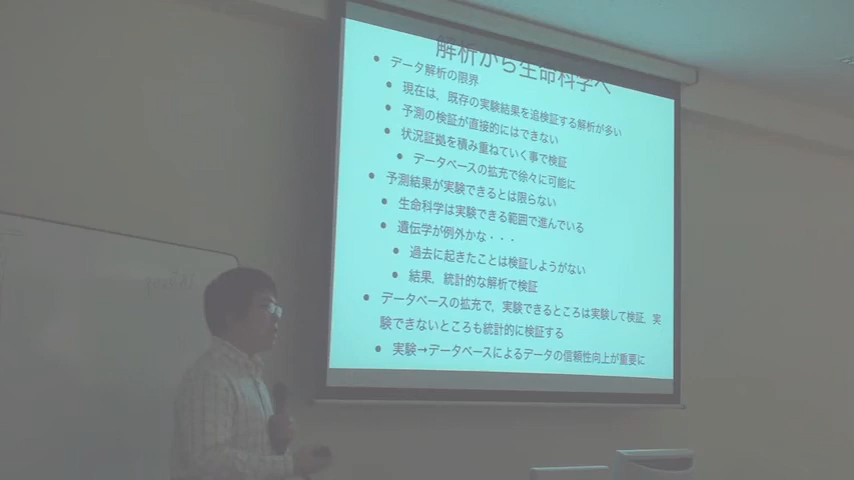 解析から生命科学へ
データ解析の限界
現在は，既存の実験結果を追検証する解析が多い
予測の検証が直接的にはできない
状況証拠を積み重ねていく事で検証
データベースの拡充で徐々に可能に
予測結果が実験できるとは限らない
生命科学は実験できる範囲で進んでいる
遺伝学が例外かな・・・
過去に起きたことは検証しようがない
結果，統計的な解析で検証
データベースの拡充で，実験できるところは実験して検証，実
験できないところも統計的に検証する
実験→データベースによるデータの信頼性向上が重要に